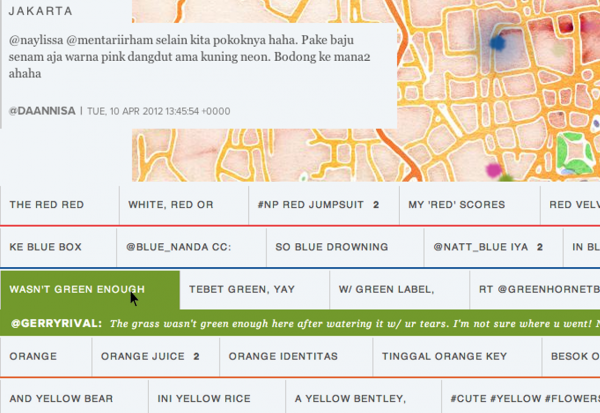 JAKARTA
@naylissa @mentariirham selain kita pokoknya haha. Pake baju
senam aja warna pink dangdut ama kuning neon. Bodong ke mana2
ahaha
@DAANNISA | TUE, 10 APR 2012 13:45:54 +0000
THE RED RED WHITE, RED OR #NP RED JUMPSUIT 2 MY 'RED' SCORES RED VELV
KE BLUE BOX @BLUE_NANDA CC: SO BLUE DROWNING @NATT_BLUE IYA 2 IN BL
WASN'T GREEN ENOUGH TEBET GREEN, YAY W/ GREEN LABEL, RT @GREENHORNETB
@GERRYRIVAL: The grass wasn't green enough here after watering it w/ ur tears. I'm not sure where u went! N
ORANGE ORANGE JUICE 2 ORANGE IDENTITAS TINGGAL ORANGE KEY BESOK O
AND YELLOW BEAR INI YELLOW RICE A YELLOW BENTLEY, #CUTE #YELLOW #FLOWERS